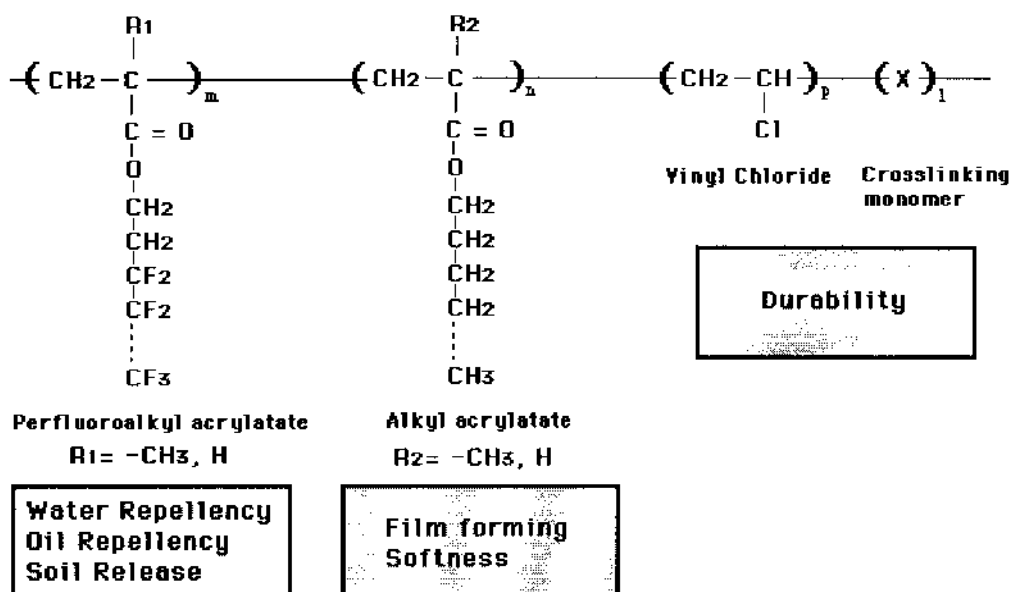 R1 R2
( CH2 – C )m ( CH2 – C )n ( CH2 – CH )p ( X )l
C = O C = O Cl
O O
Vinyl Chloride Crosslinking
monomer
CH2 CH2
CH2 CH2
CF2 CH2
CF2 CH2
Durability
CF3 CH3
Perfluoroalkyl acrylatate Alkyl acrylatate
R1= -CH3, H R2= -CH3, H
Water Repellency
Oil Repellency
Soil Release
Film forming
Softness